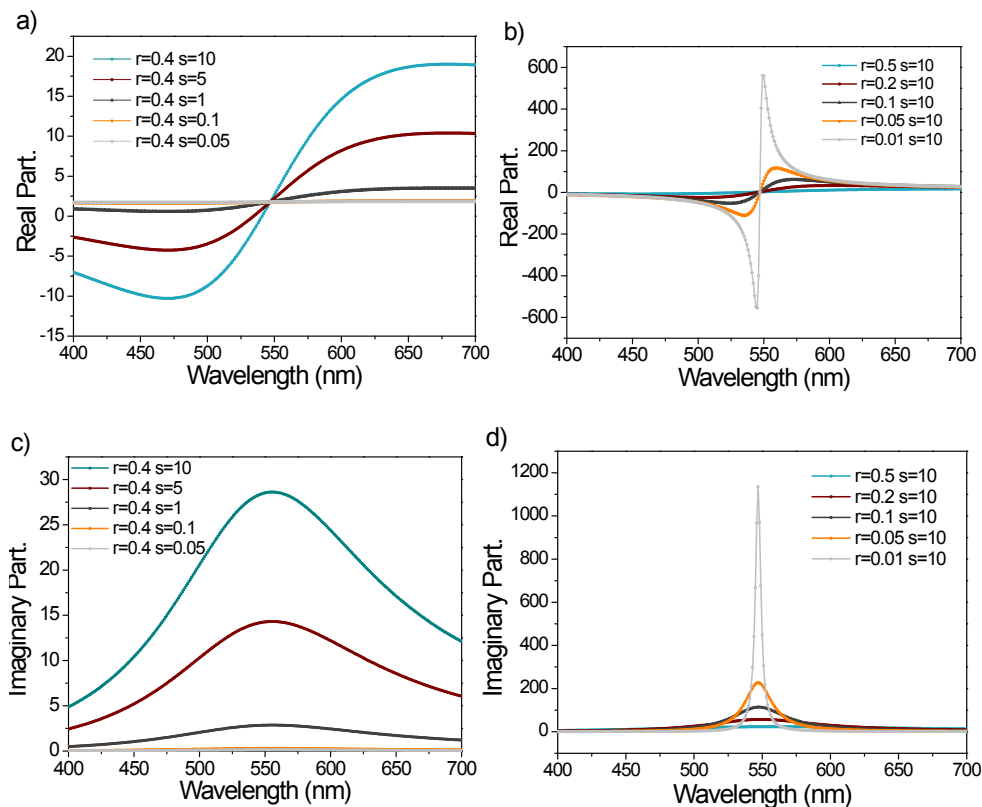 a)
r=0.4 s=10
r=0.4 s=5
r=0.4 s=1
r=0.4 s=0.1
r=0.4 s=0.05
20
15
10
5
0
-5
-10
-15
Real Part.
400 450 500 550 600 650 700
Wavelength (nm)
b)
r=0.5 s=10
r=0.2 s=10
r=0.1 s=10
r=0.05 s=10
r=0.01 s=10
600
400
200
0
-200
-400
-600
Real Part.
400 450 500 550 600 650 700
Wavelength (nm)
c)
r=0.4 s=10
r=0.4 s=5
r=0.4 s=1
r=0.4 s=0.1
r=0.4 s=0.05
30
25
20
15
10
5
0
Imaginary Part.
400 450 500 550 600 650 700
Wavelength (nm)
d)
r=0.5 s=10
r=0.2 s=10
r=0.1 s=10
r=0.05 s=10
r=0.01 s=10
1200
1000
800
600
400
200
0
Imaginary Part.
400 450 500 550 600 650 700
Wavelength (nm)